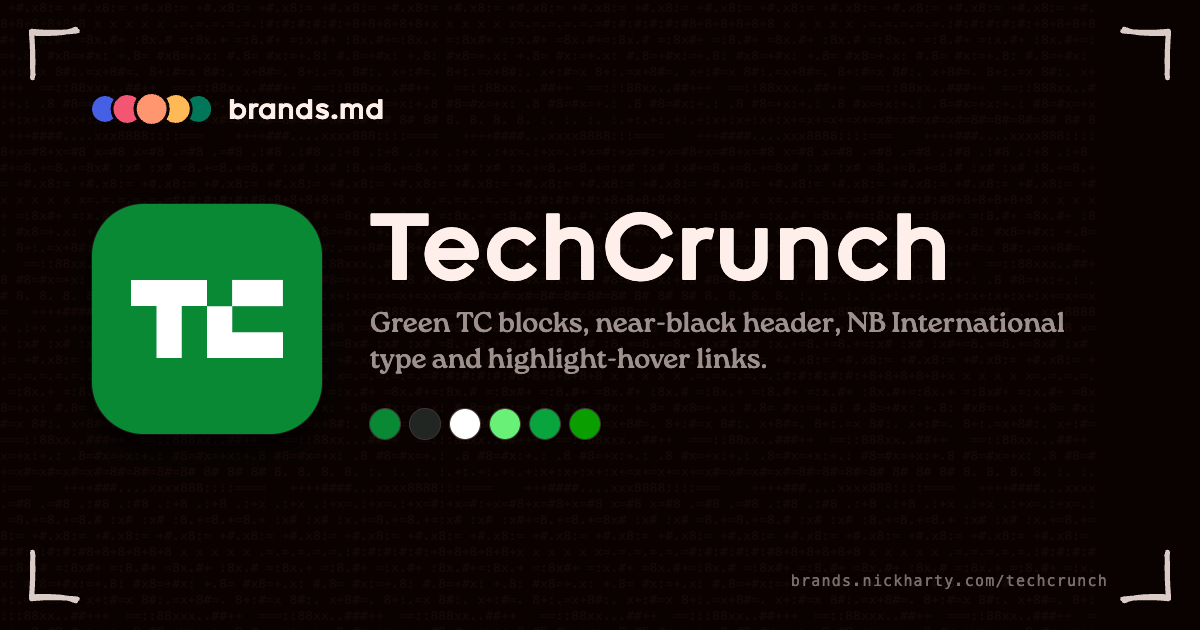 brands.md
TC
TechCrunch
Green TC blocks, near-black header, NB International
type and highlight-hover links.
brands.nickharty.com/techcrunch